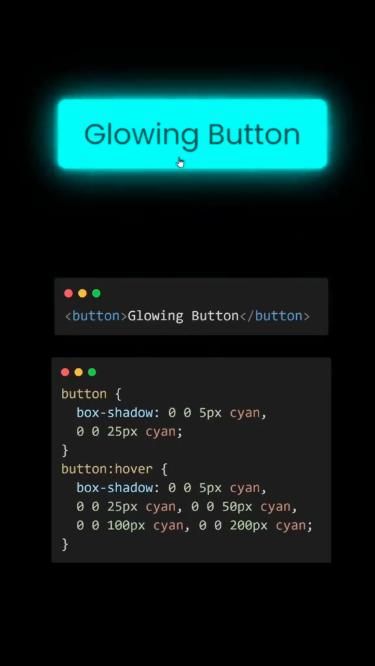 Glowing Button
<button>Glowing Button</button>
button {
  box-shadow: 0 0 5px cyan,
  0 0 25px cyan;
}
button:hover {
  box-shadow: 0 0 5px cyan,
  0 0 25px cyan, 0 0 50px cyan,
  0 0 100px cyan, 0 0 200px cyan;
}